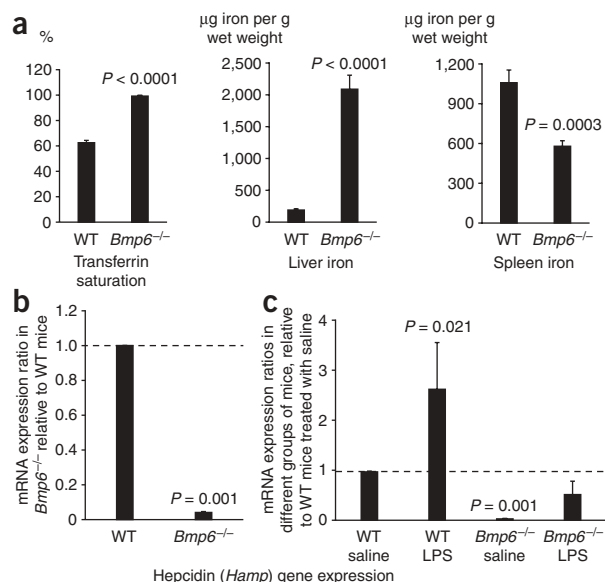 a
%
120
100
80
60
40
20
0
P < 0.0001
WT Bmp6–/–
Transferrin
saturation
µg iron per g
wet weight
2,500
2,000
1,500
1,000
500
0
P < 0.0001
WT Bmp6–/–
Liver iron
µg iron per g
wet weight
1,200
900
600
300
0
P = 0.0003
WT Bmp6–/–
Spleen iron
b
mRNA expression ratio in
Bmp6–/– relative to WT mice
1.2
1.0
0.8
0.6
0.4
0.2
0
P = 0.001
WT Bmp6–/–
c
mRNA expression ratios in
different groups of mice, relative
to WT mice treated with saline
4
3
2
1
0
P = 0.021
P = 0.001
WT WT Bmp6–/– Bmp6–/–
saline LPS saline LPS
Hepcidin (Hamp) gene expression